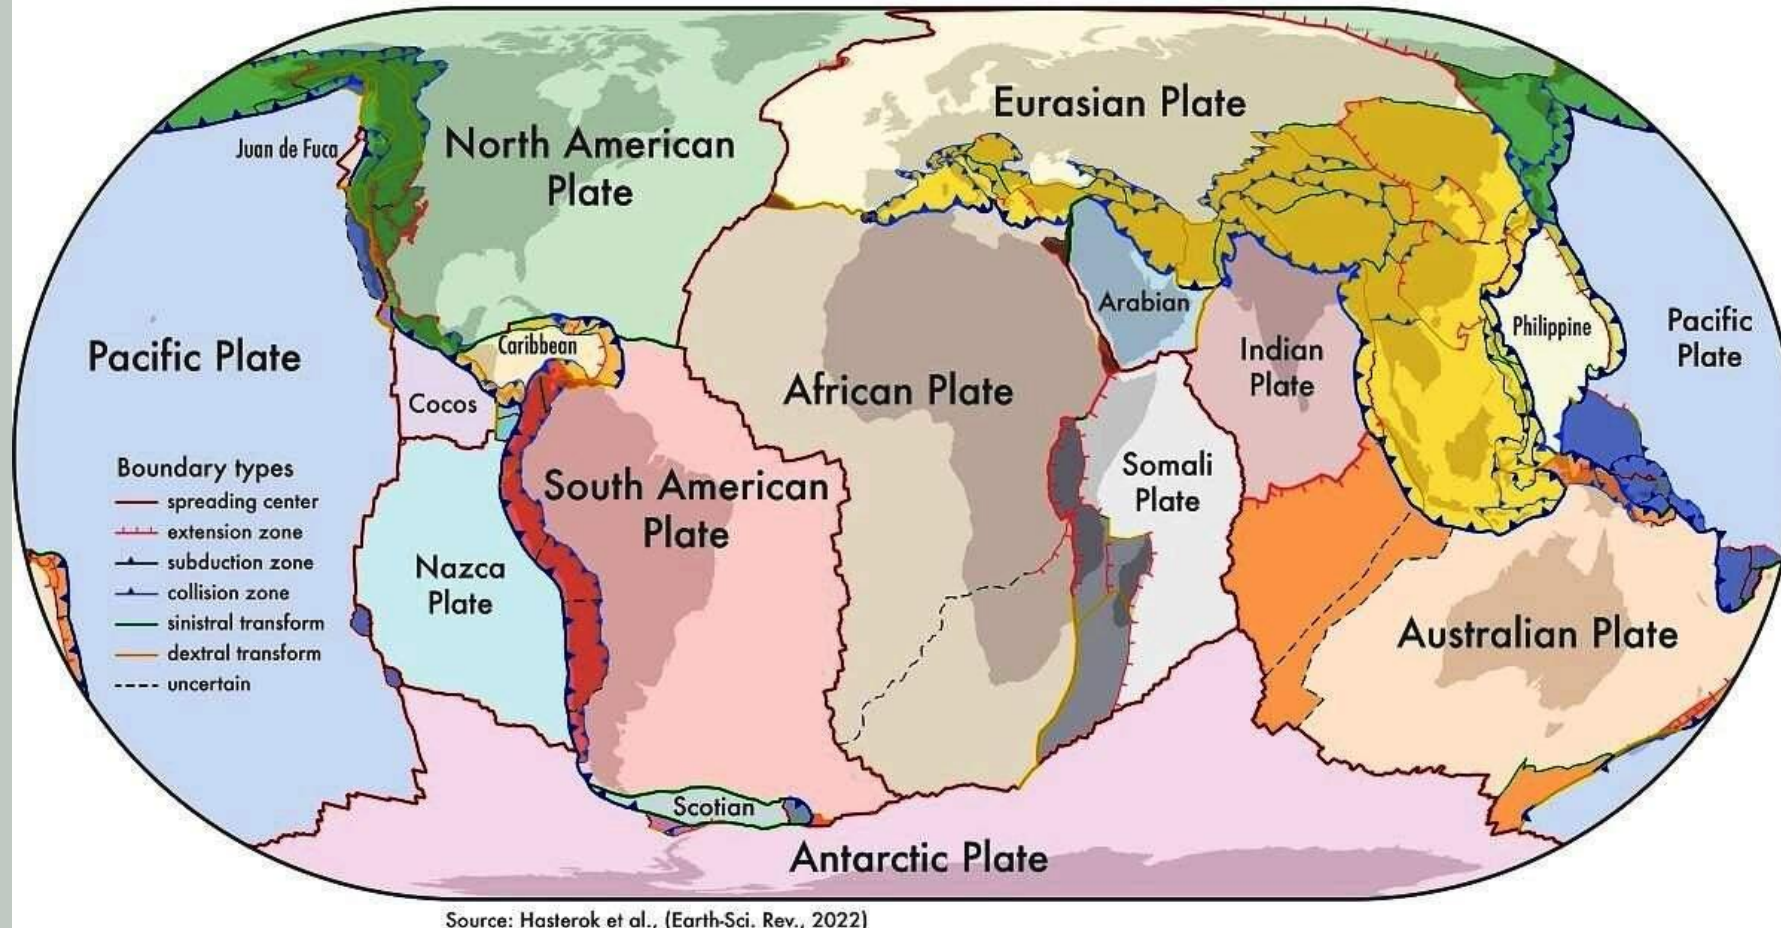 Eurasian Plate
North American
Plate
Juan de Fuca
Arabian
Philippine
Pacific
Plate
Caribbean
Indian
Plate
Pacific Plate
Cocos
African Plate
Somali
Plate
South American
Plate
Nazca
Plate
Australian Plate
Boundary types
spreading center
extension zone
subduction zone
collision zone
sinistral transform
dextral transform
uncertain
Scotian
Antarctic Plate
Source: Hasterok et al., (Earth-Sci. Rev., 2022)